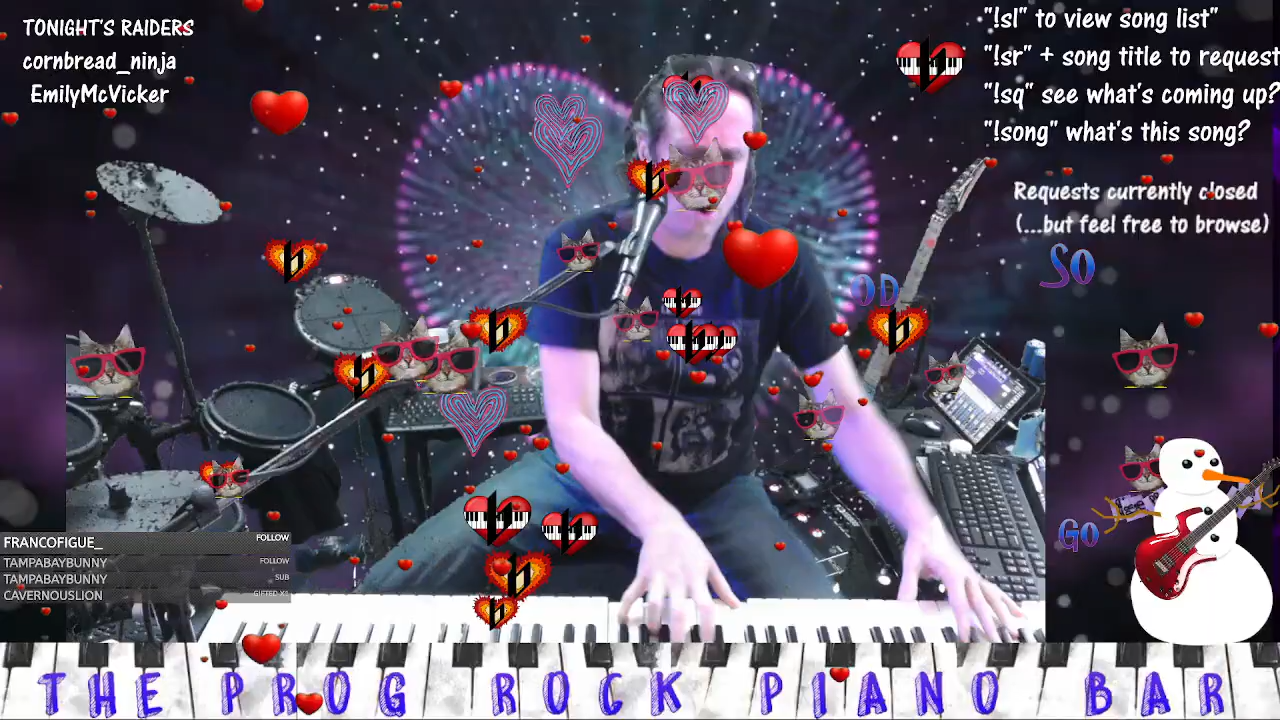 TONIGHT'S RAIDERS
cornbread_ninja
EmilyMcVicker
"!sl" to view song list"
"!sr" + song title to request
"!sq" see what's coming up?
"!song" what's this song?
Requests currently closed
(...but feel free to browse)
SO
OD
GO
FRANCOFIGUE_ FOLLOW
TAMPABAYBUNNY FOLLOW
TAMPABAYBUNNY SUB
CAVERNOUSLION GIFTED
THE PROG ROCK PIANO BAR